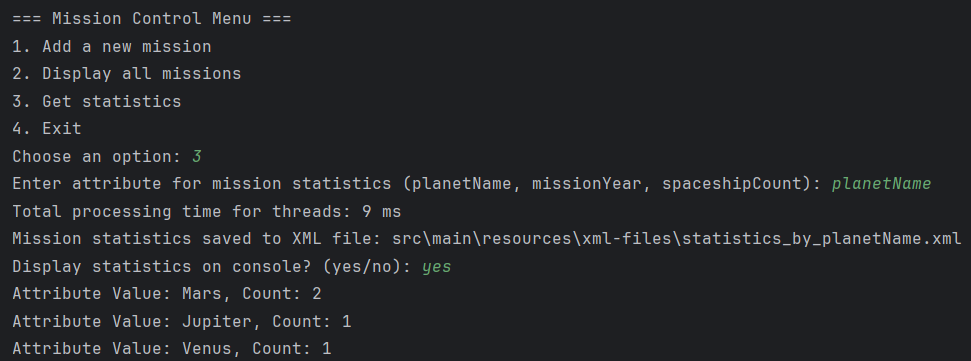 === Mission Control Menu ===
1. Add a new mission
2. Display all missions
3. Get statistics
4. Exit
Choose an option: 3
Enter attribute for mission statistics (planetName, missionYear, spaceshipCount): planetName
Total processing time for threads: 9 ms
Mission statistics saved to XML file: src\main\resources\xml-files\statistics_by_planetName.xml
Display statistics on console? (yes/no): yes
Attribute Value: Mars, Count: 2
Attribute Value: Jupiter, Count: 1
Attribute Value: Venus, Count: 1